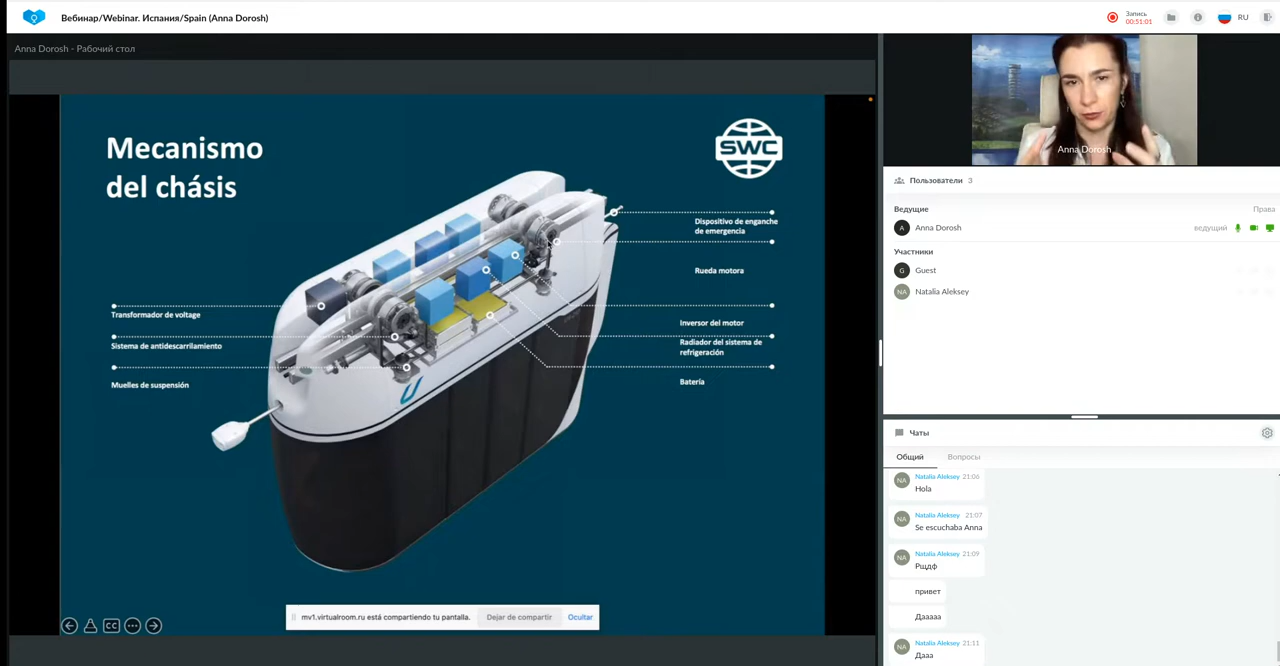 Вебинар/Webinar. Испания/Spain (Anna Dorosh)
Запись
00:51:01
RU
Anna Dorosh - Рабочий стол
Mecanismo
del chásis
SWC
Dispositivo de enganche
de emergencia
Rueda motora
Transformador de voltage
Inversor del motor
Sistema de antidescarrilamiento
Radiador del sistema de
refrigeración
Muelles de suspensión
Batería
mv1.virtualroom.ru está compartiendo tu pantalla.
Dejar de compartir
Ocultar
CC
Anna Dorosh
Пользователи 3
Ведущие
Права
A
Anna Dorosh
ведущий
Участники
G
Guest
NA
Natalia Aleksey
Чаты
Общий
Вопросы
NA
Natalia Aleksey 21:06
Hola
NA
Natalia Aleksey 21:07
Se escuchaba Anna
NA
Natalia Aleksey 21:09
Рщдф
привет
Дааааа
NA
Natalia Aleksey 21:11
Дааа